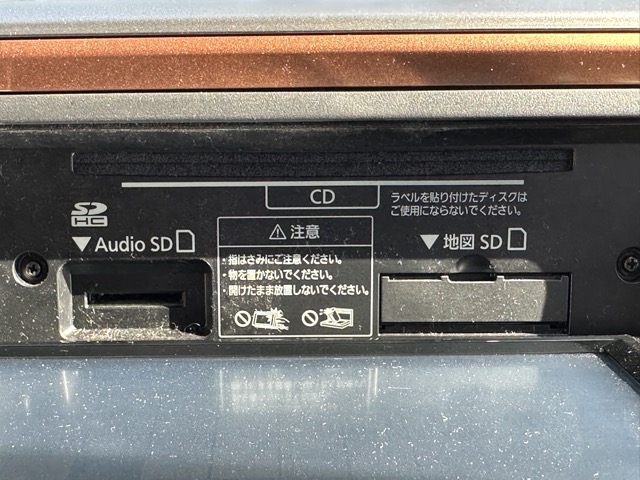 CD
ラベルを貼り付けたディスクは
ご使用にならないでください。
SD
HC
▼Audio SD
⚠注意
・指はさみにご注意ください。
・物を置かないでください。
・開けたまま放置しないでください。
▼地図 SD